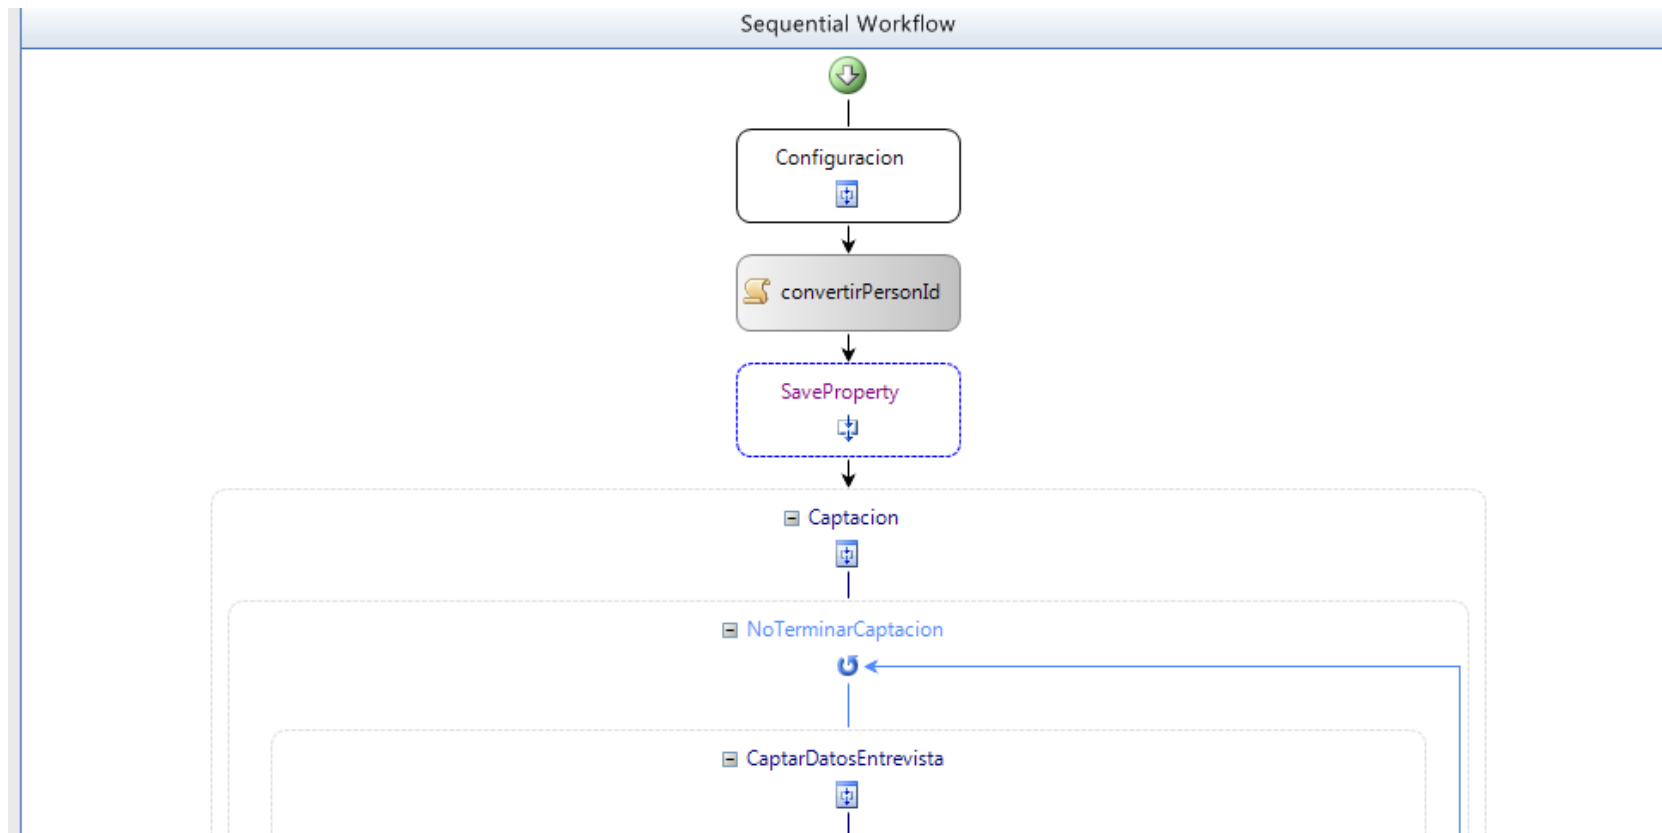 Sequential Workflow
Configuracion
convertirPersonId
SaveProperty
Captacion
NoTerminarCaptacion
CaptarDatosEntrevista